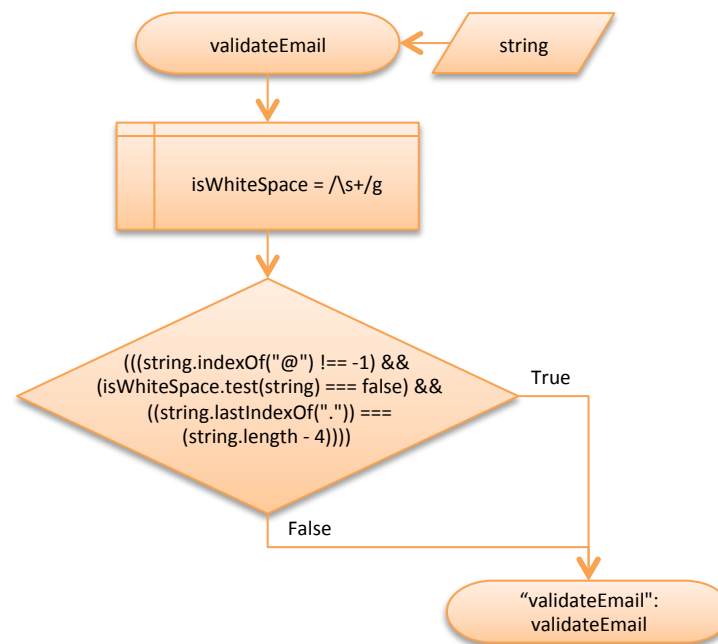 validateEmail
string
isWhiteSpace = /\s+/g
(((string.indexOf("@") !== -1) &&
(isWhiteSpace.test(string) === false) &&
((string.lastIndexOf(".")) ===
(string.length - 4))))
True
False
“validateEmail":
validateEmail